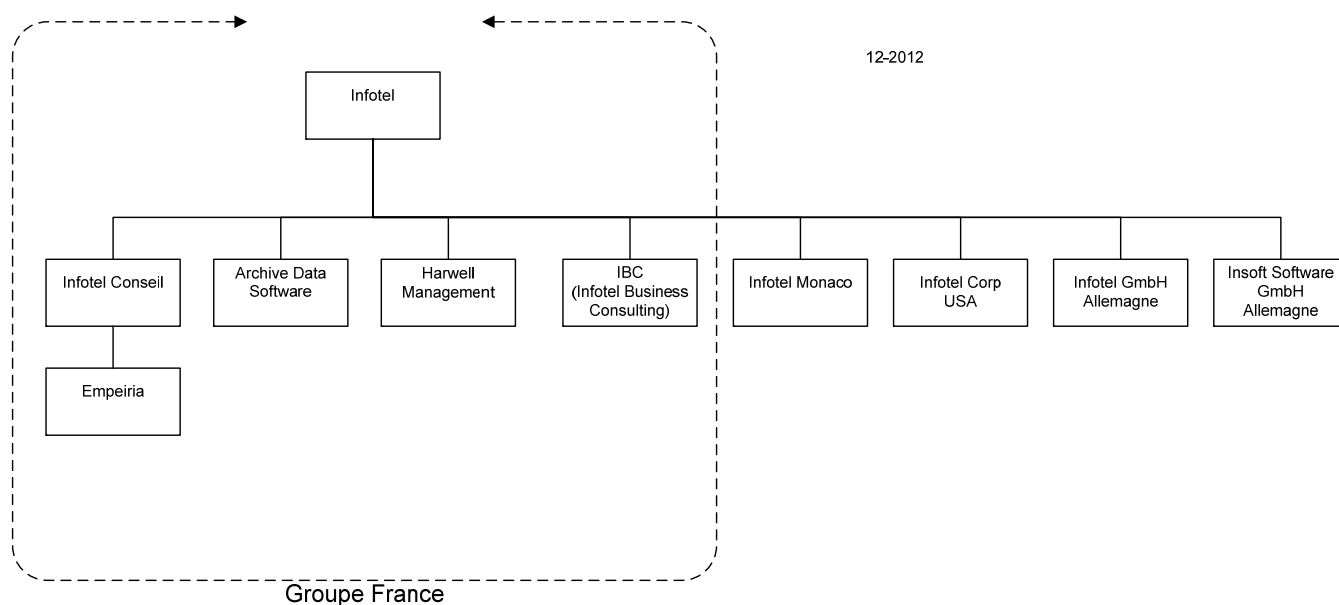 12-2012
Infotel
Infotel Conseil
Archive Data
Software
Harwell
Management
IBC
(Infotel Business
Consulting)
Infotel Monaco
Infotel Corp
USA
Infotel GmbH
Allemagne
Insoft Software
GmbH
Allemagne
Empeiria
Groupe France